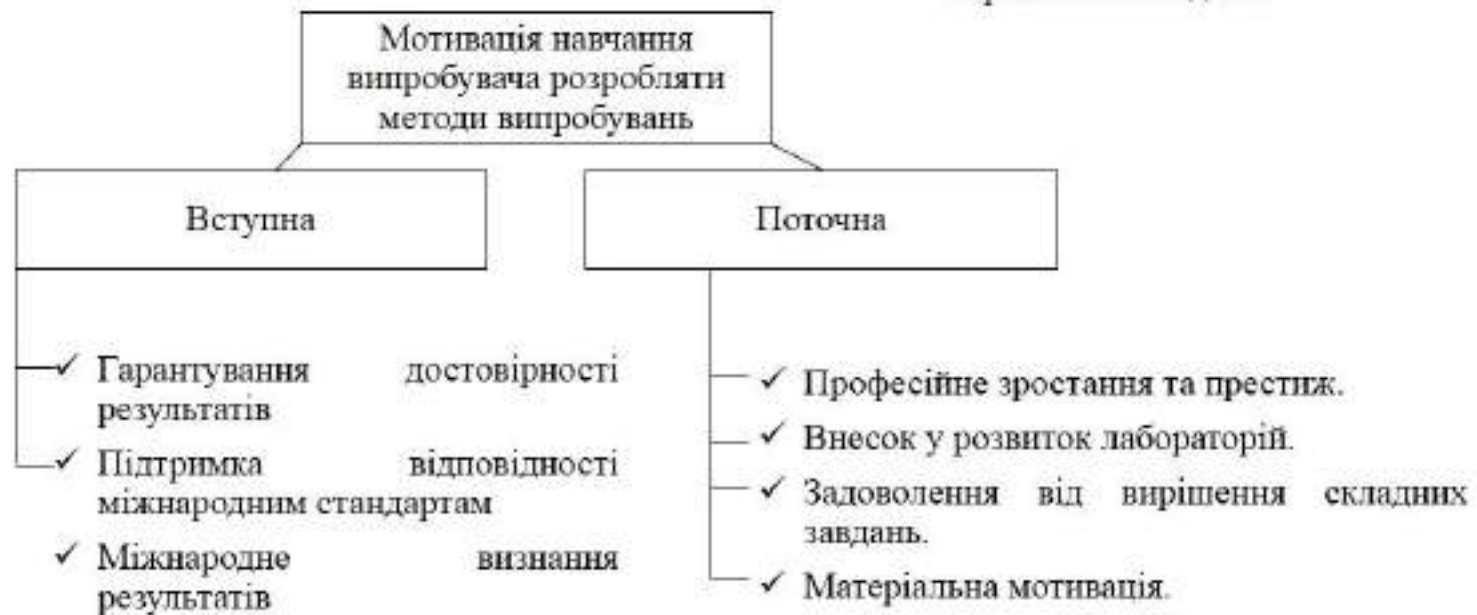 Мотивація навчання
випробувача розробляти
методи випробувань
Вступна
Поточна
✓ Гарантування достовірності
результатів
✓ Підтримка відповідності
міжнародним стандартам
✓ Міжнародне визнання
результатів
✓ Професійне зростання та престиж.
✓ Внесок у розвиток лабораторій.
✓ Задоволення від вирішення складних
завдань.
✓ Матеріальна мотивація.